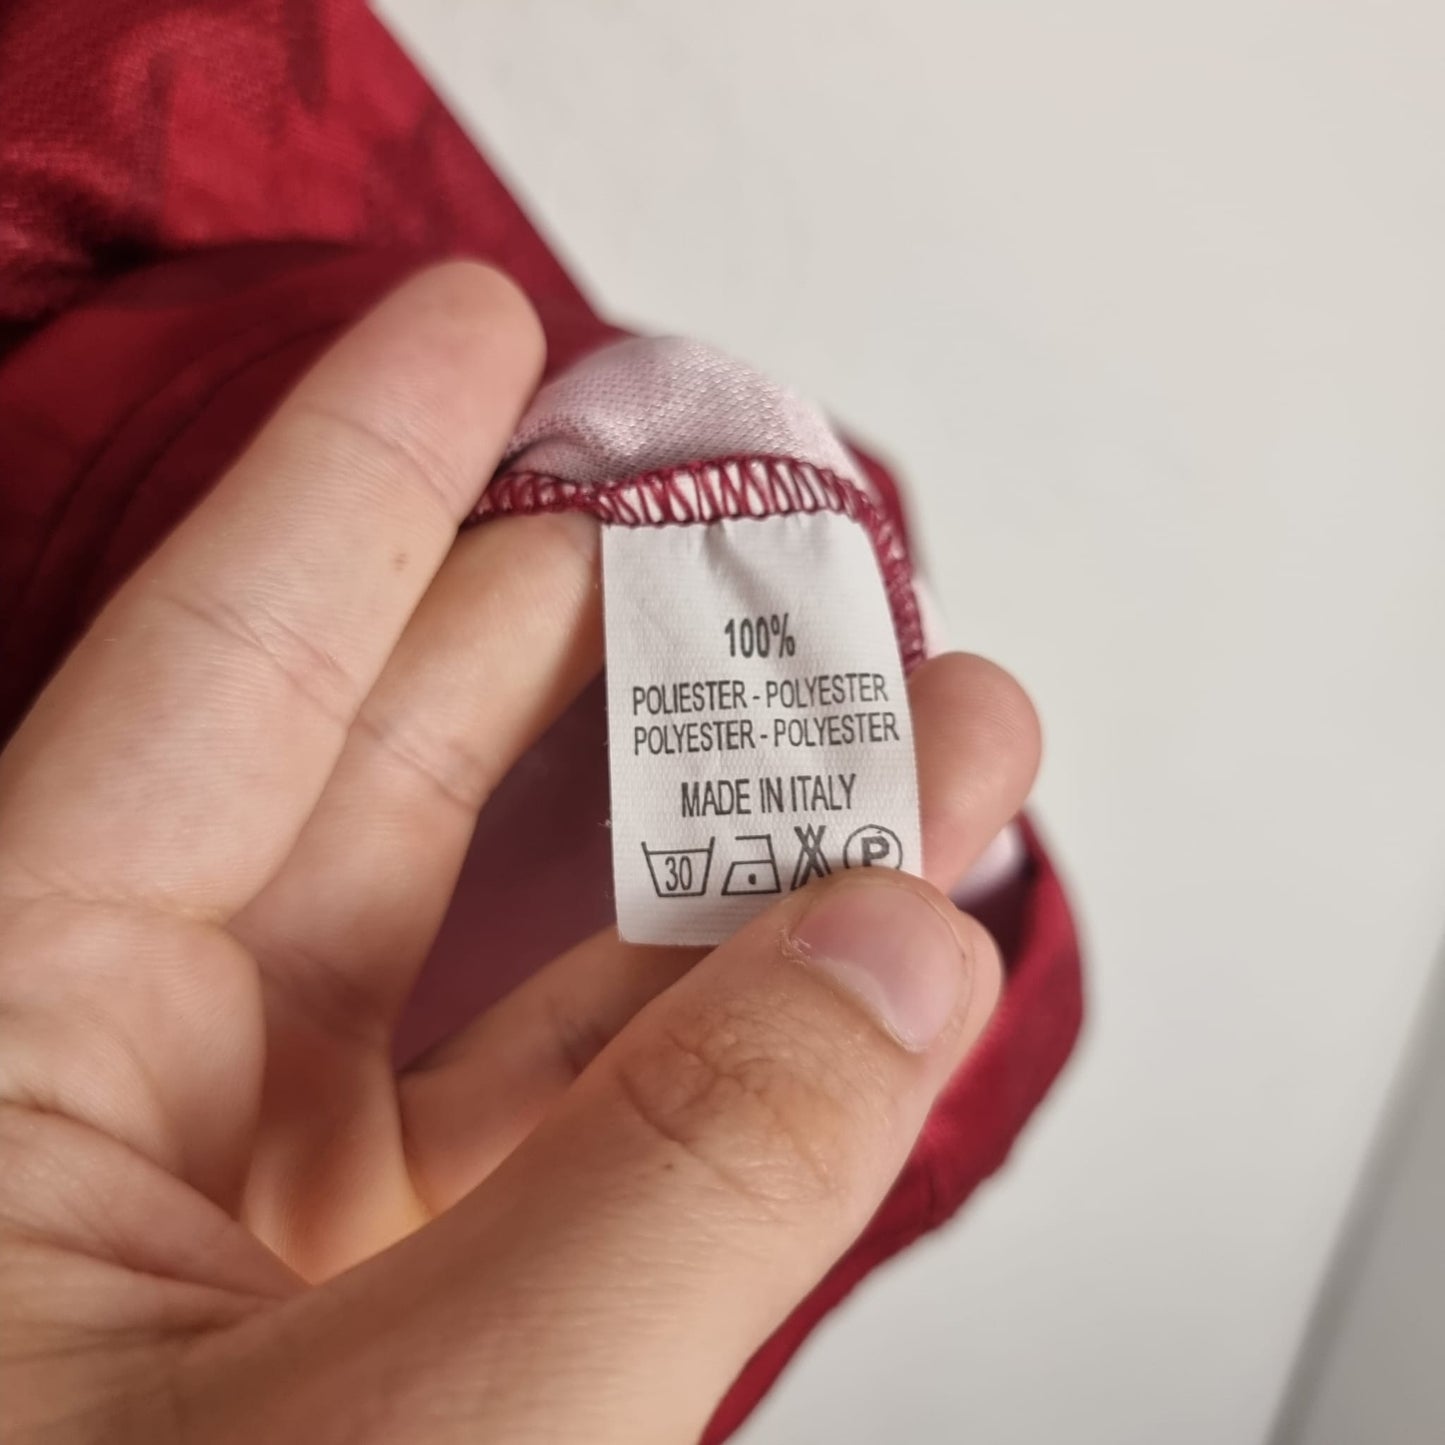 100%
POLIESTER - POLYESTER
POLYESTER - POLYESTER
MADE IN ITALY
30 P